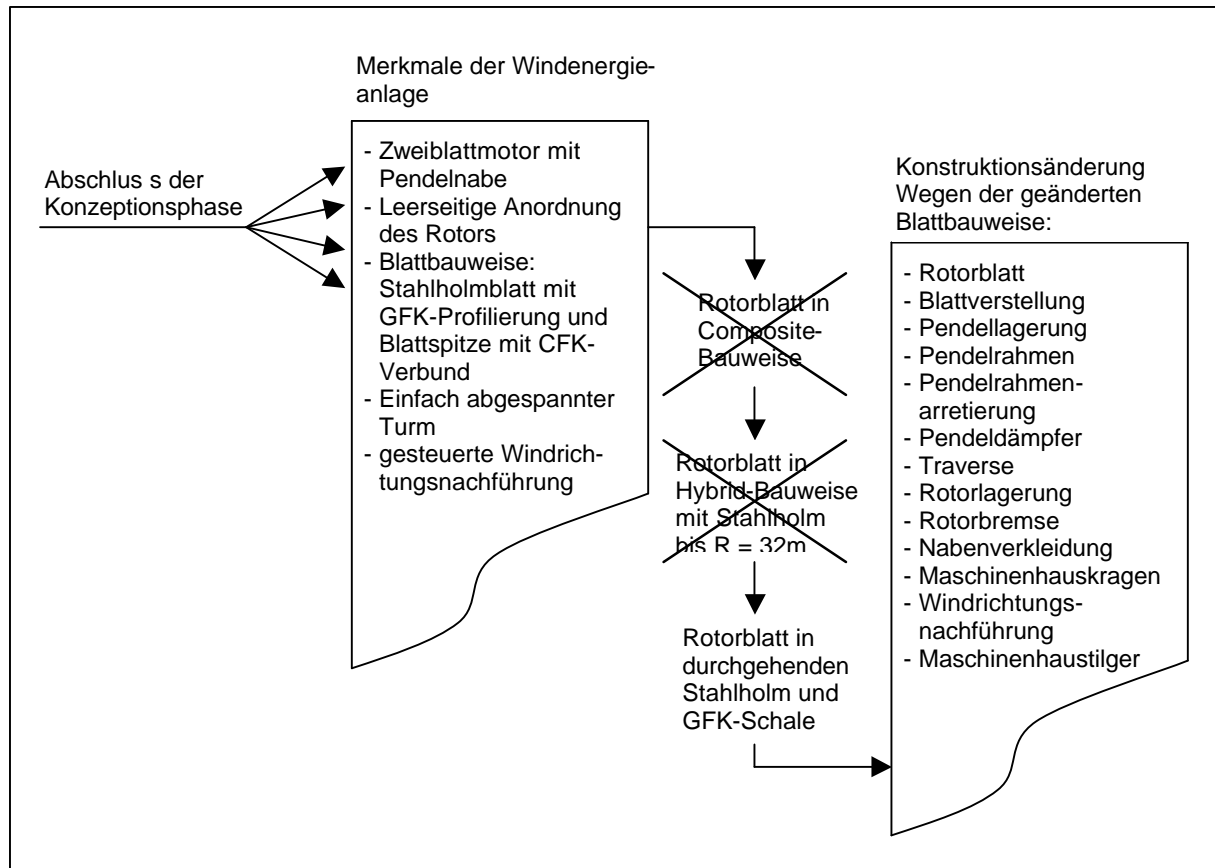 Merkmale der Windenergie-
anlage
Abschlus s der
Konzeptionsphase
- Zweiblattmotor mit
Pendelnabe
- Leerseitige Anordnung
des Rotors
- Blattbauweise:
Stahlholmblatt mit
GFK-Profilierung und
Blattspitze mit CFK-
Verbund
- Einfach abgespannter
Turm
- gesteuerte Windrich-
tungsnachführung
Rotorblatt in
Composite-
Bauweise
Rotorblatt in
Hybrid-Bauweise
mit Stahlholm
bis R = 32m
Rotorblatt in
durchgehenden
Stahlholm und
GFK-Schale
Konstruktionsänderung
Wegen der geänderten
Blattbauweise:
- Rotorblatt
- Blattverstellung
- Pendellagerung
- Pendelrahmen
- Pendelrahmen-
arretierung
- Pendeldämpfer
- Traverse
- Rotorlagerung
- Rotorbremse
- Nabenverkleidung
- Maschinenhauskragen
- Windrichtungs-
nachführung
- Maschinenhaustilger